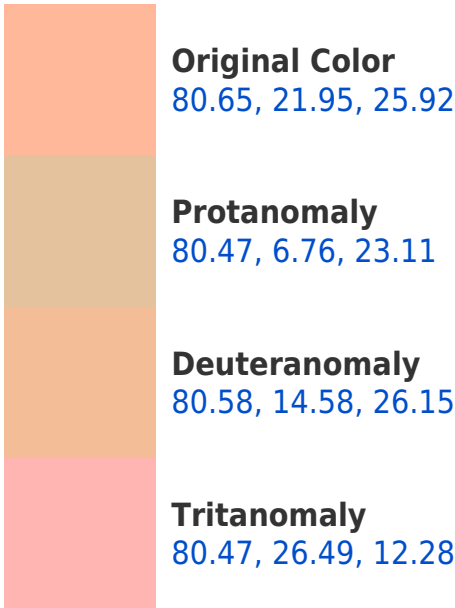 Original Color
80.65, 21.95, 25.92
Protanomaly
80.47, 6.76, 23.11
Deuteranomaly
80.58, 14.58, 26.15
Tritanomaly
80.47, 26.49, 12.28